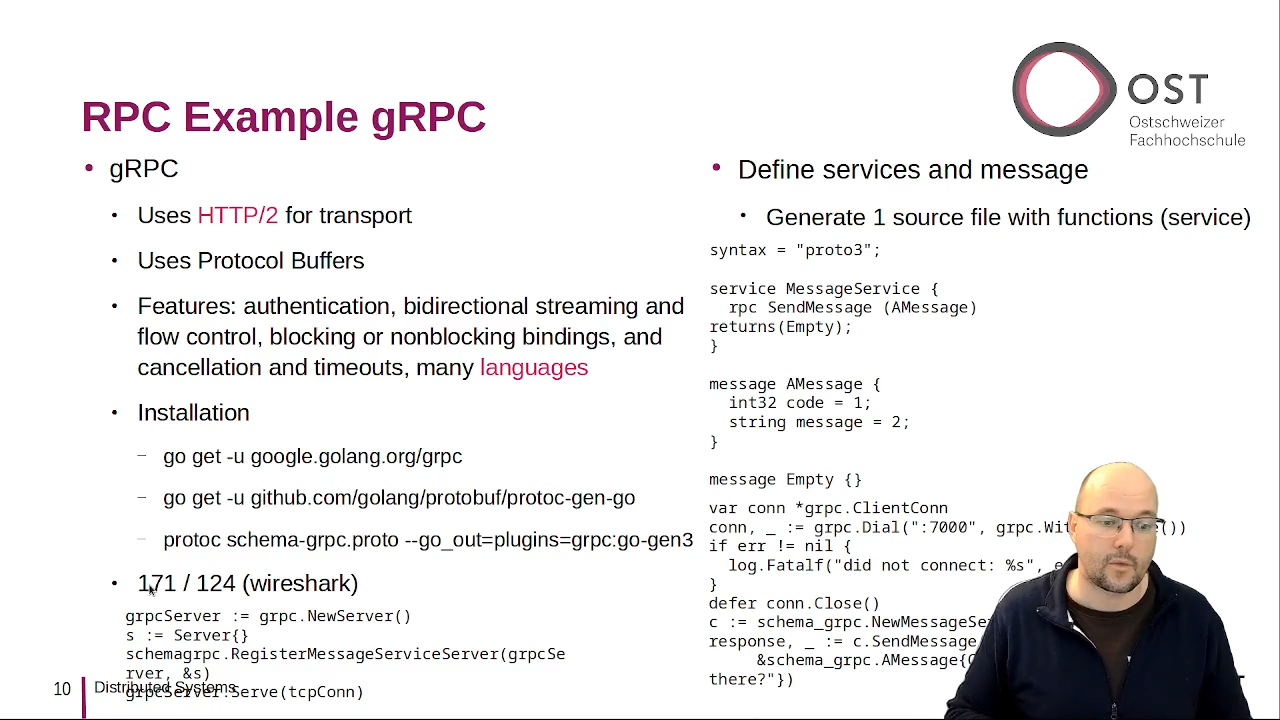 OST
Ostschweizer
Fachhochschule
RPC Example gRPC
gRPC
Uses HTTP/2 for transport
Uses Protocol Buffers
Features: authentication, bidirectional streaming and
flow control, blocking or nonblocking bindings, and
cancellation and timeouts, many languages
Installation
go get -u google.golang.org/grpc
go get -u github.com/golang/protobuf/protoc-gen-go
protoc schema-grpc.proto --go_out=plugins=grpc:go-gen3
171 / 124 (wireshark)
grpcServer := grpc.NewServer()
s := Server{}
schemagrpc.RegisterMessageServiceServer(grpcSe
rver, &s)
grpcServer.Serve(tcpConn)
10
Distributed Systems
Define services and message
Generate 1 source file with functions (service)
syntax = "proto3";
service MessageService {
rpc SendMessage (AMessage)
returns(Empty);
}
message AMessage {
int32 code = 1;
string message = 2;
}
message Empty {}
var conn *grpc.ClientConn
conn, _ := grpc.Dial(":7000", grpc.Wit ())
if err != nil {
log.Fatalf("did not connect: %s", e
}
defer conn.Close()
c := schema_grpc.NewMessageSe
response, _ := c.SendMessage
&schema_grpc.AMessage{
there?"})